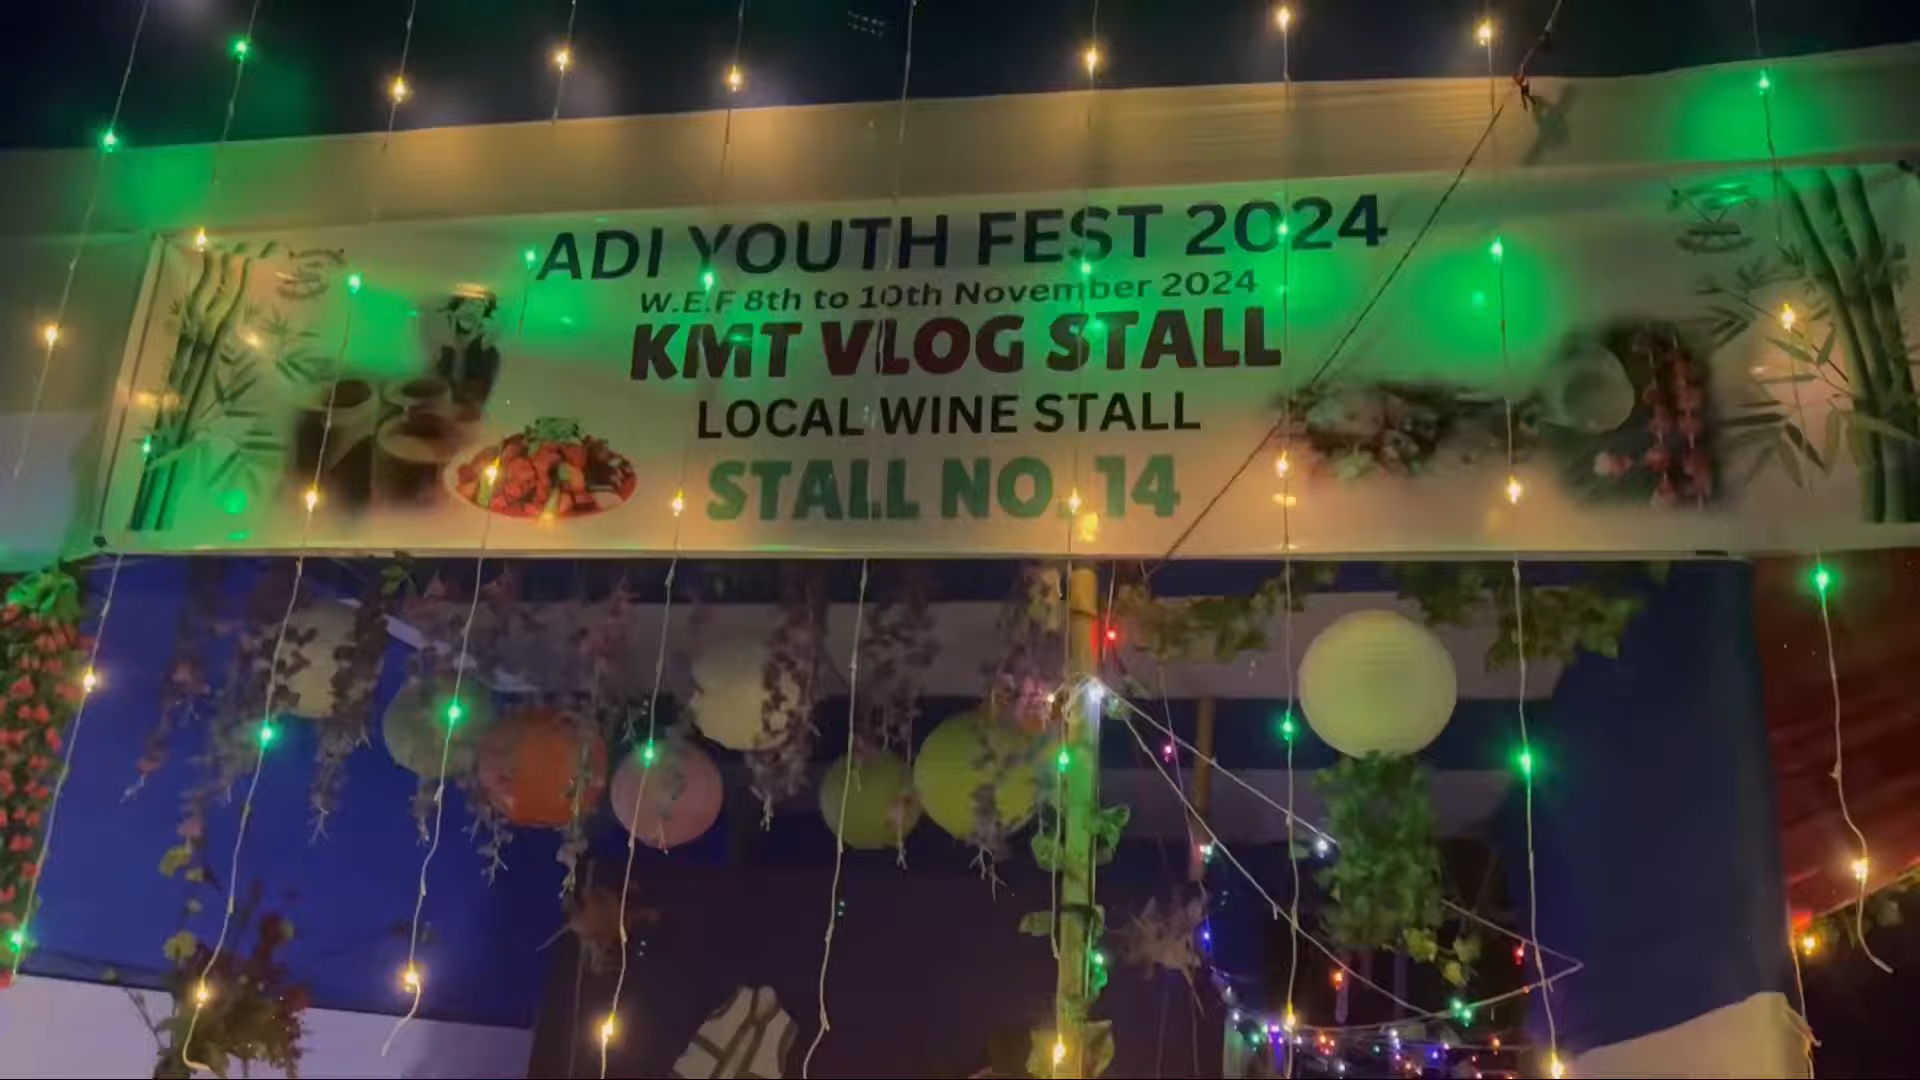 ADI YOUTH FEST 2024
W.E.F 8th to 10th November 2024
KMT VLOG STALL
LOCAL WINE STALL
STALL NO. 14